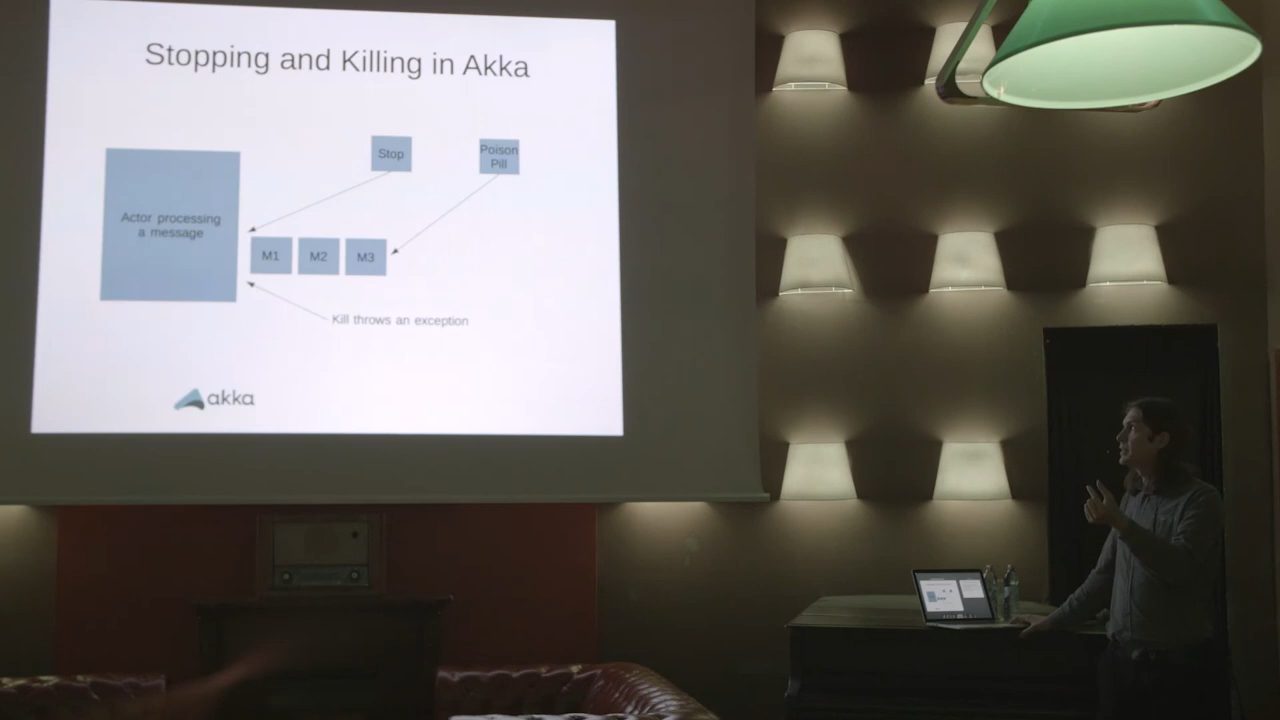 Stopping and Killing in Akka
Stop
Poison
Pill
Actor processing
a message
M1
M2
M3
Kill throws an exception
akka